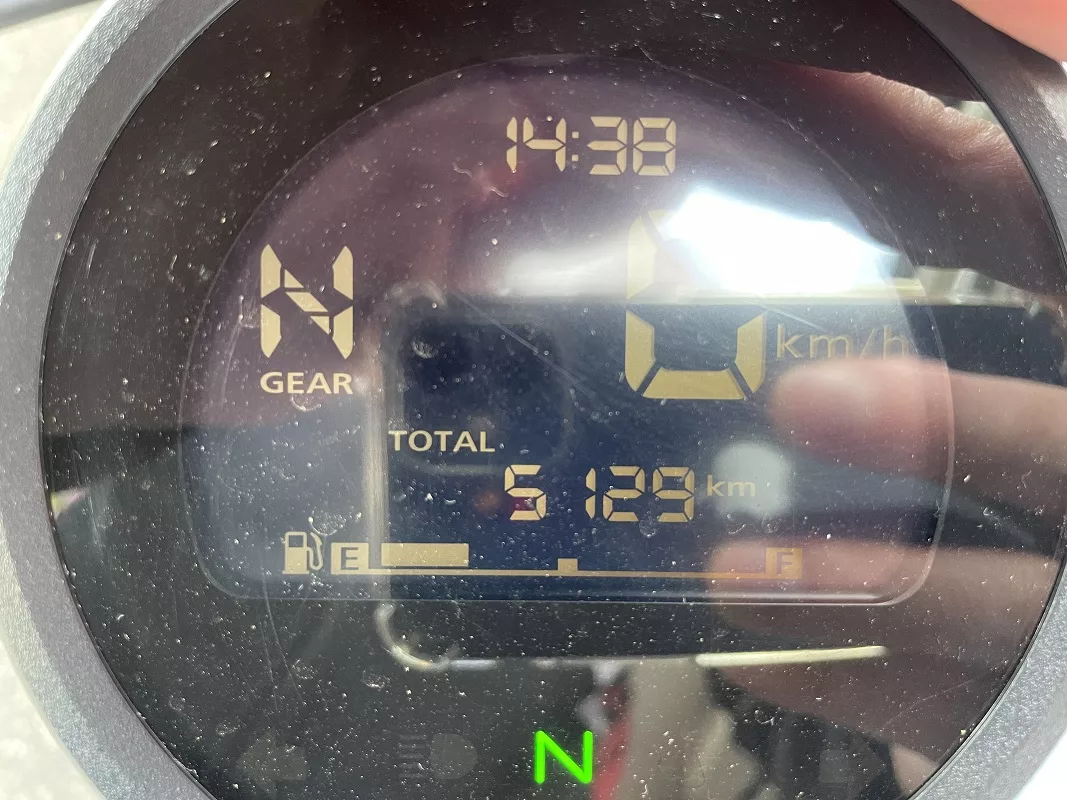 14:38
N
GEAR
0 km/h
TOTAL
5129 km
E F
N